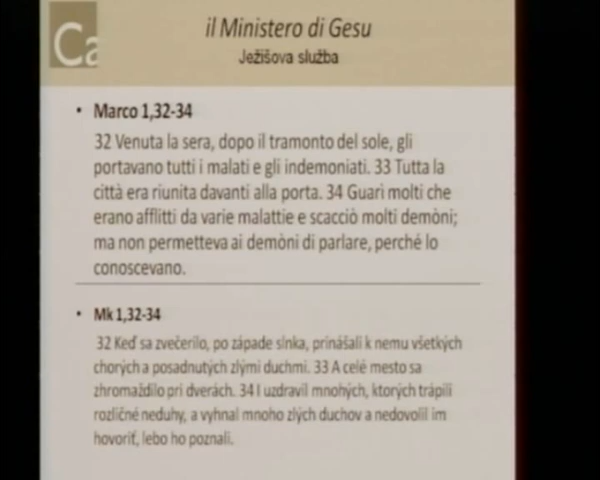 Ca
il Ministero di Gesu
Ježišova služba
• Marco 1,32-34
32 Venuta la sera, dopo il tramonto del sole, gli
portavano tutti i malati e gli indemoniati. 33 Tutta la
città era riunita davanti alla porta. 34 Guarì molti che
erano afflitti da varie malattie e scacciò molti demòni;
ma non permetteva ai demòni di parlare, perché lo
conoscevano.
• Mk 1,32-34
32 Keď sa zvečerilo, po západe slnka, prinášali k nemu všetkých
chorých a posadnutých zlými duchmi. 33 A celé mesto sa
zhromaždilo pri dverách. 34 I uzdravil mnohých, ktorých trápili
rozličné neduhy, a vyhnal mnoho zlých duchov a nedovolil im
hovoriť, lebo ho poznali.